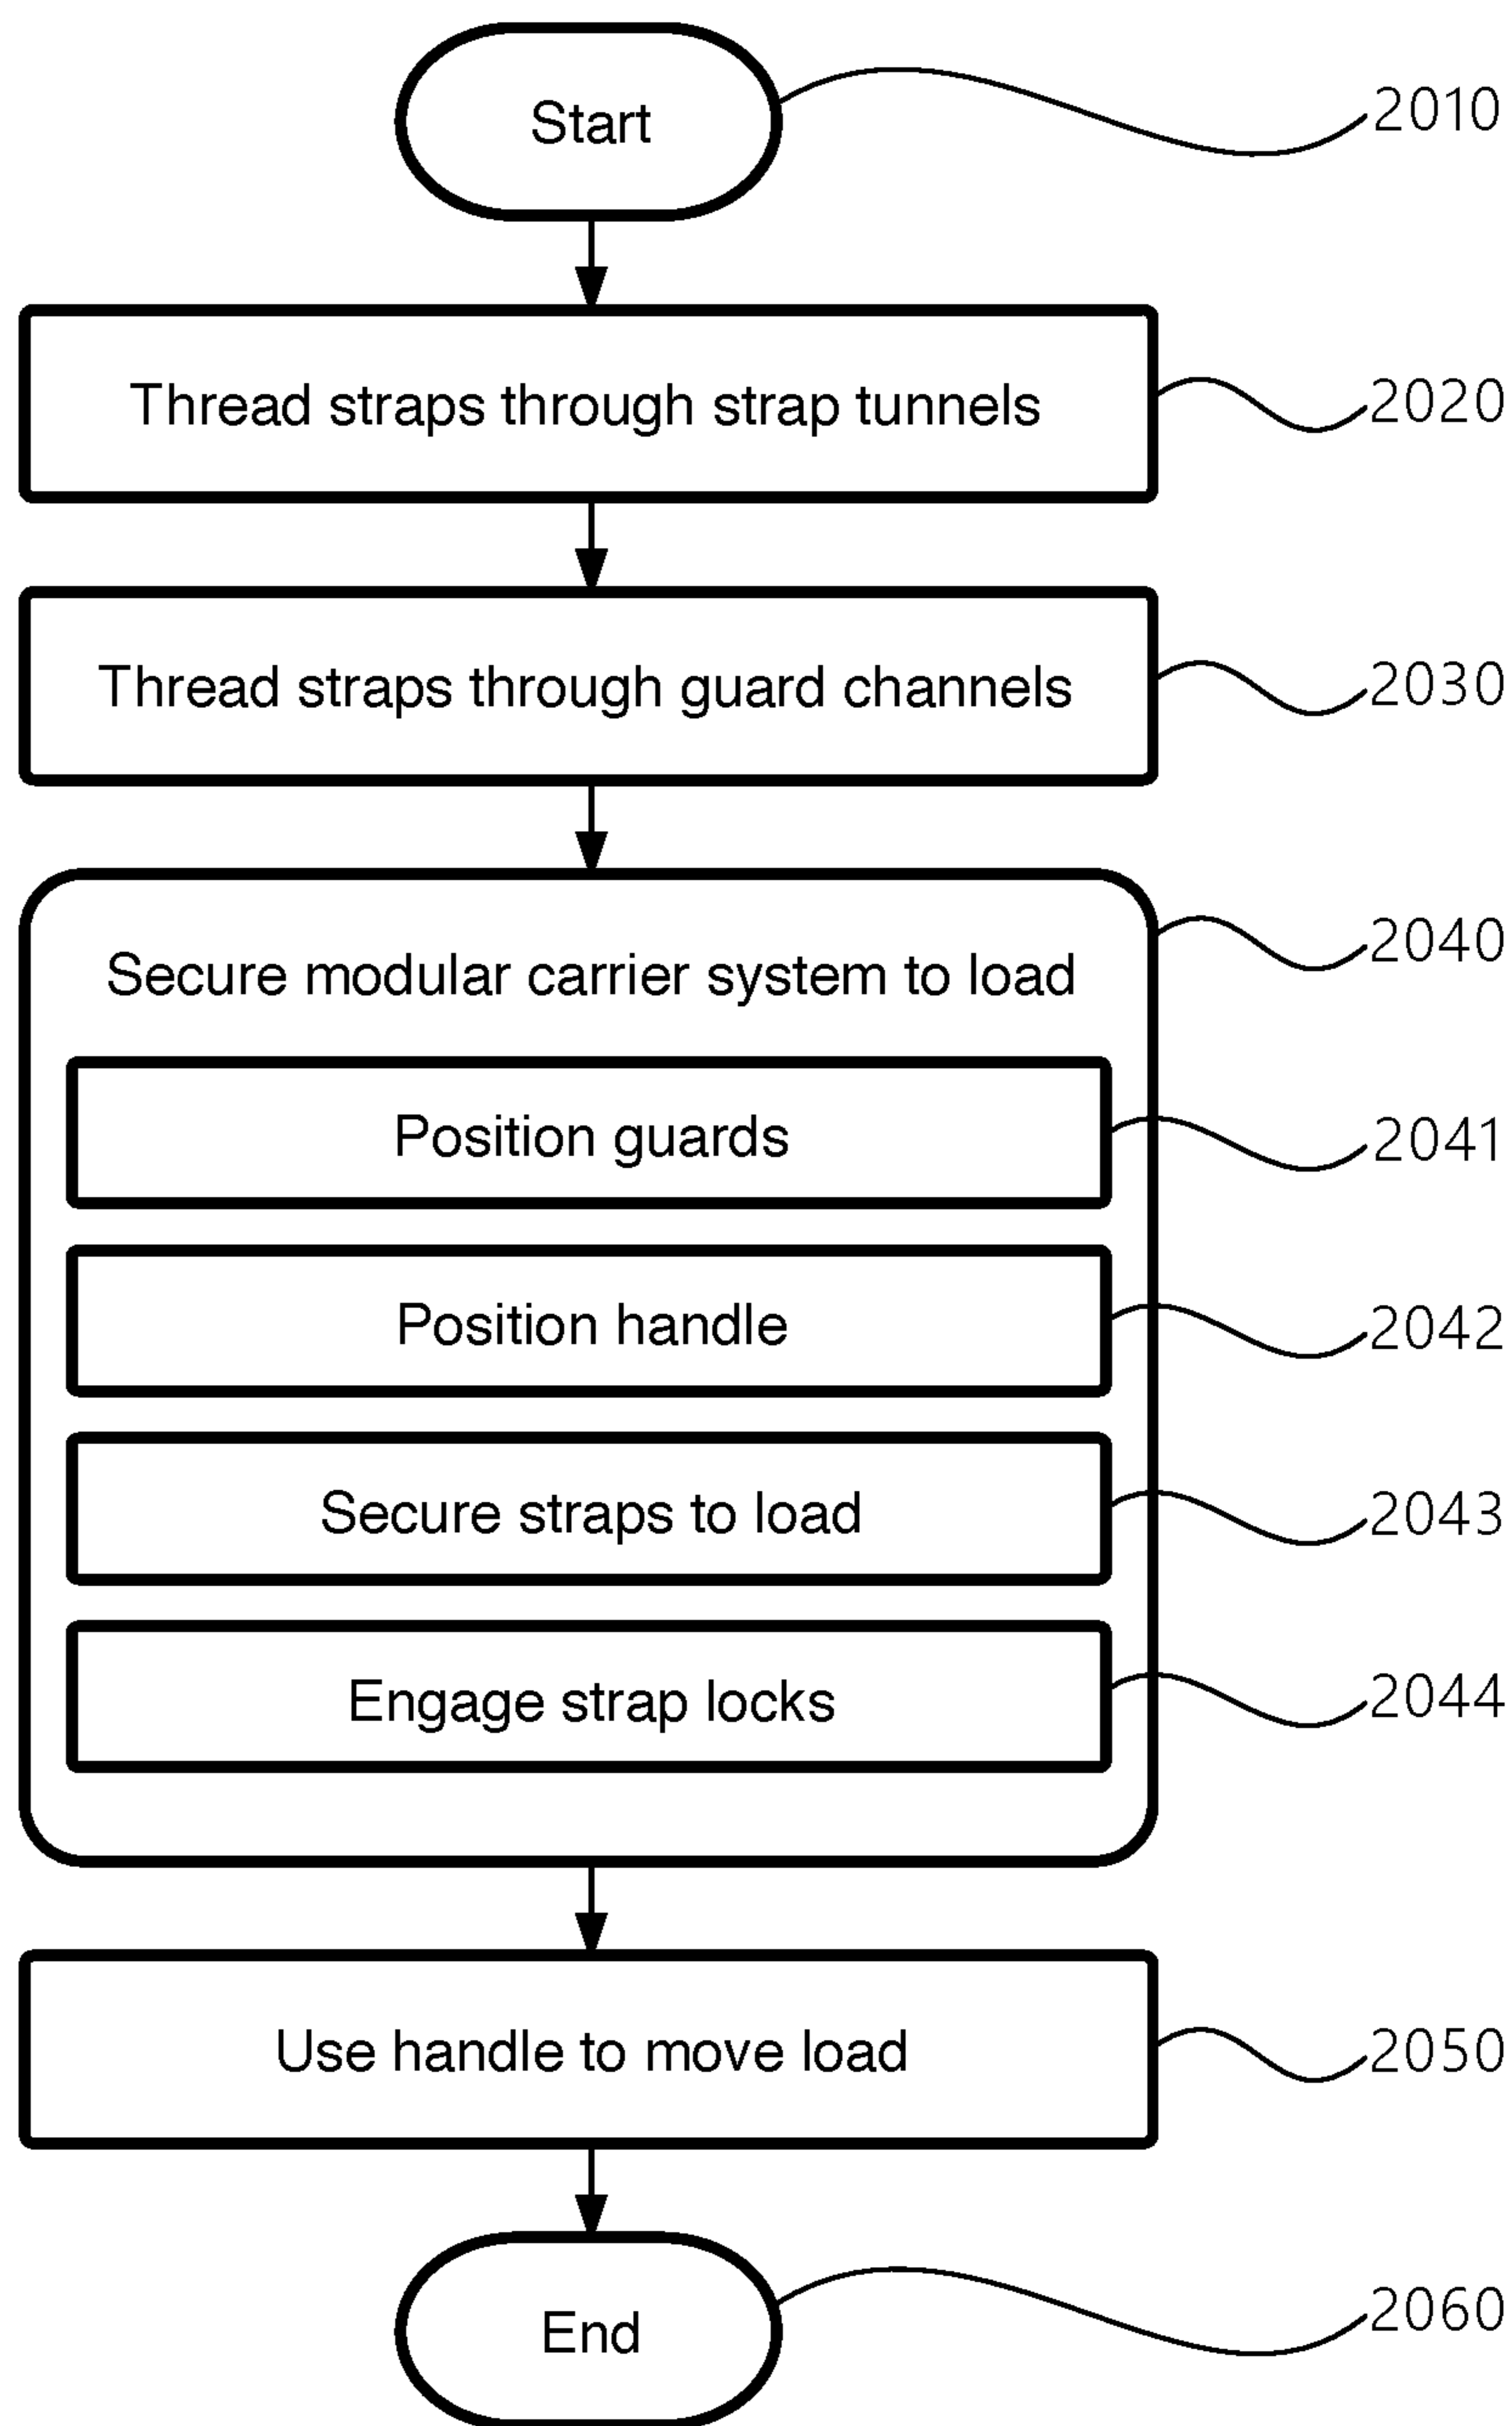 Start
2010
Thread straps through strap tunnels
2020
Thread straps through guard channels
2030
Secure modular carrier system to load
2040
Position guards
2041
Position handle
2042
Secure straps to load
2043
Engage strap locks
2044
Use handle to move load
2050
End
2060